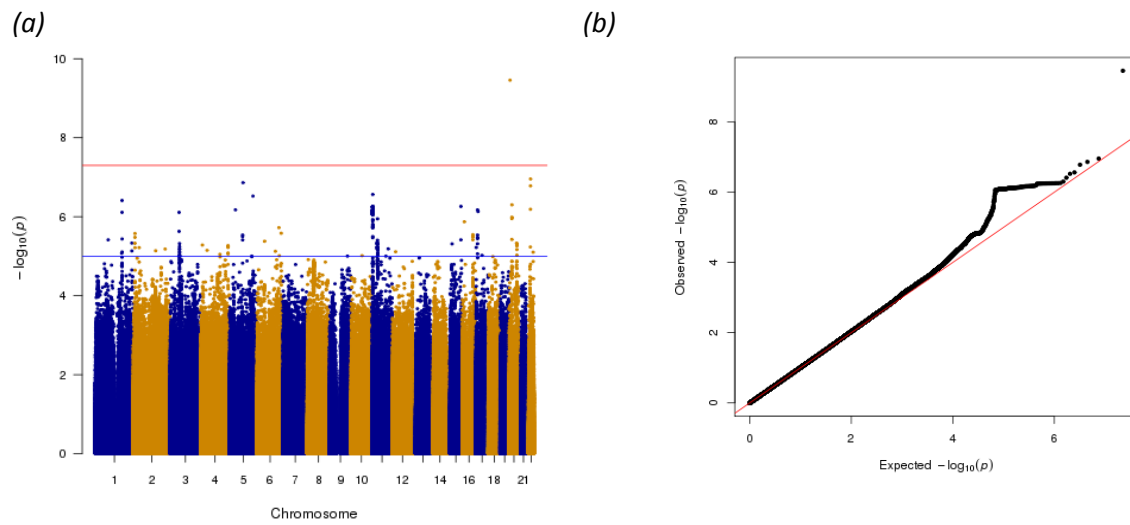 (a)
10
8
6
4
2
0
−log₁₀(p)
1 2 3 4 5 6 7 8 9 10 12 14 16 18 21
Chromosome
(b)
8
6
4
2
0
Observed −log₁₀(p)
0 2 4 6
Expected −log₁₀(p)